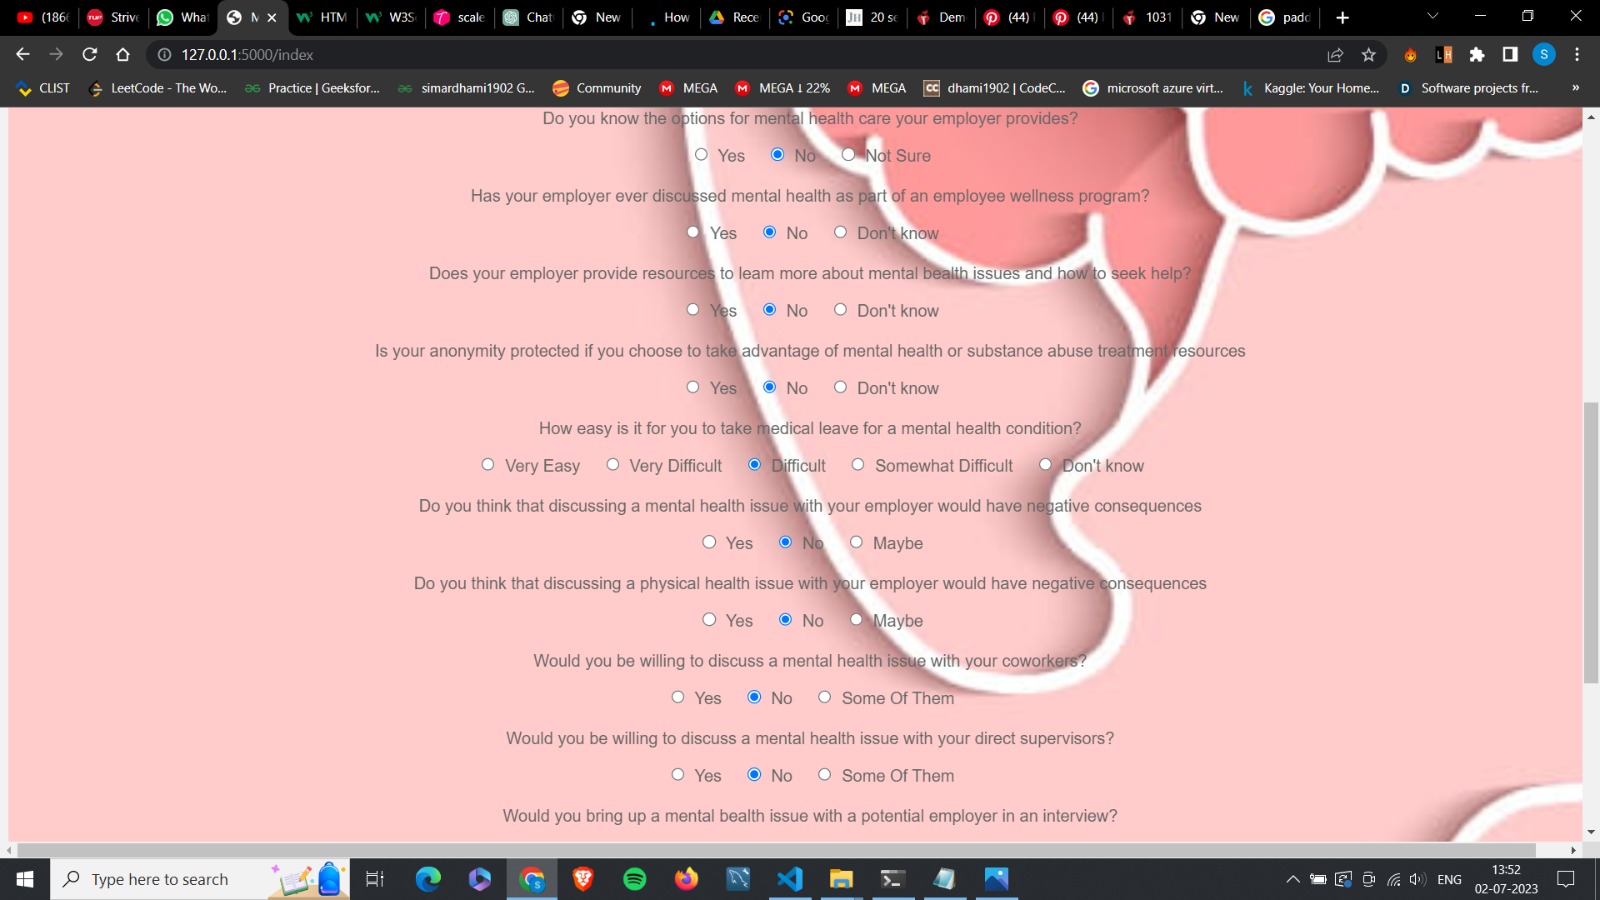 (186
Strive
What
M
HTM
W3S
scale
Chat
New
How
Rece
Goog
20 se
Dem
(44)
(44)
1031
New
padd
127.0.0.1:5000/index
CLIST
LeetCode - The Wo...
Practice | Geeksfor...
simardhami1902 G...
Community
MEGA
MEGA ⭳ 22%
MEGA
dhami1902 | CodeC...
microsoft azure virt...
Kaggle: Your Home...
Software projects fr...
»
Do you know the options for mental health care your employer provides?
Yes No Not Sure
Has your employer ever discussed mental health as part of an employee wellness program?
Yes No Don't know
Does your employer provide resources to leam more about mental bealth issues and how to seek help?
Yes No Don't know
Is your anonymity protected if you choose to take advantage of mental health or substance abuse treatment resources
Yes No Don't know
How easy is it for you to take medical leave for a mental health condition?
Very Easy Very Difficult Difficult Somewhat Difficult Don't know
Do you think that discussing a mental health issue with your employer would have negative consequences
Yes No Maybe
Do you think that discussing a physical health issue with your employer would have negative consequences
Yes No Maybe
Would you be willing to discuss a mental health issue with your coworkers?
Yes No Some Of Them
Would you be willing to discuss a mental health issue with your direct supervisors?
Yes No Some Of Them
Would you bring up a mental bealth issue with a potential employer in an interview?
Type here to search
ENG
13:52
02-07-2023